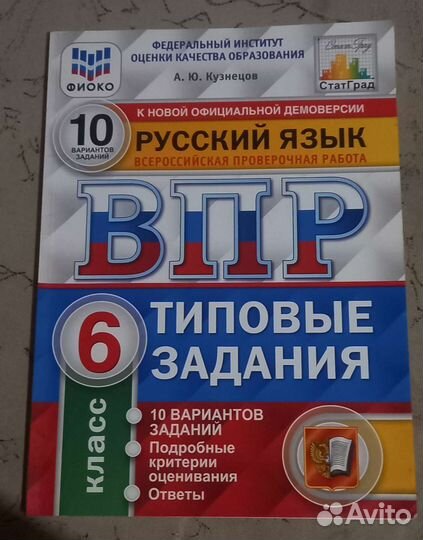 ФЕДЕРАЛЬНЫЙ ИНСТИТУТ
ОЦЕНКИ КАЧЕСТВА ОБРАЗОВАНИЯ
А. Ю. Кузнецов
ФИОКО
СтатГрад
СтатГрад
К НОВОЙ ОФИЦИАЛЬНОЙ ДЕМОВЕРСИИ
10
ВАРИАНТОВ
ЗАДАНИЙ
РУССКИЙ ЯЗЫК
ВСЕРОССИЙСКАЯ ПРОВЕРОЧНАЯ РАБОТА
ВПР
6
класс
ТИПОВЫЕ
ЗАДАНИЯ
10 ВАРИАНТОВ
ЗАДАНИЙ
Подробные
критерии
оценивания
Ответы
Avito